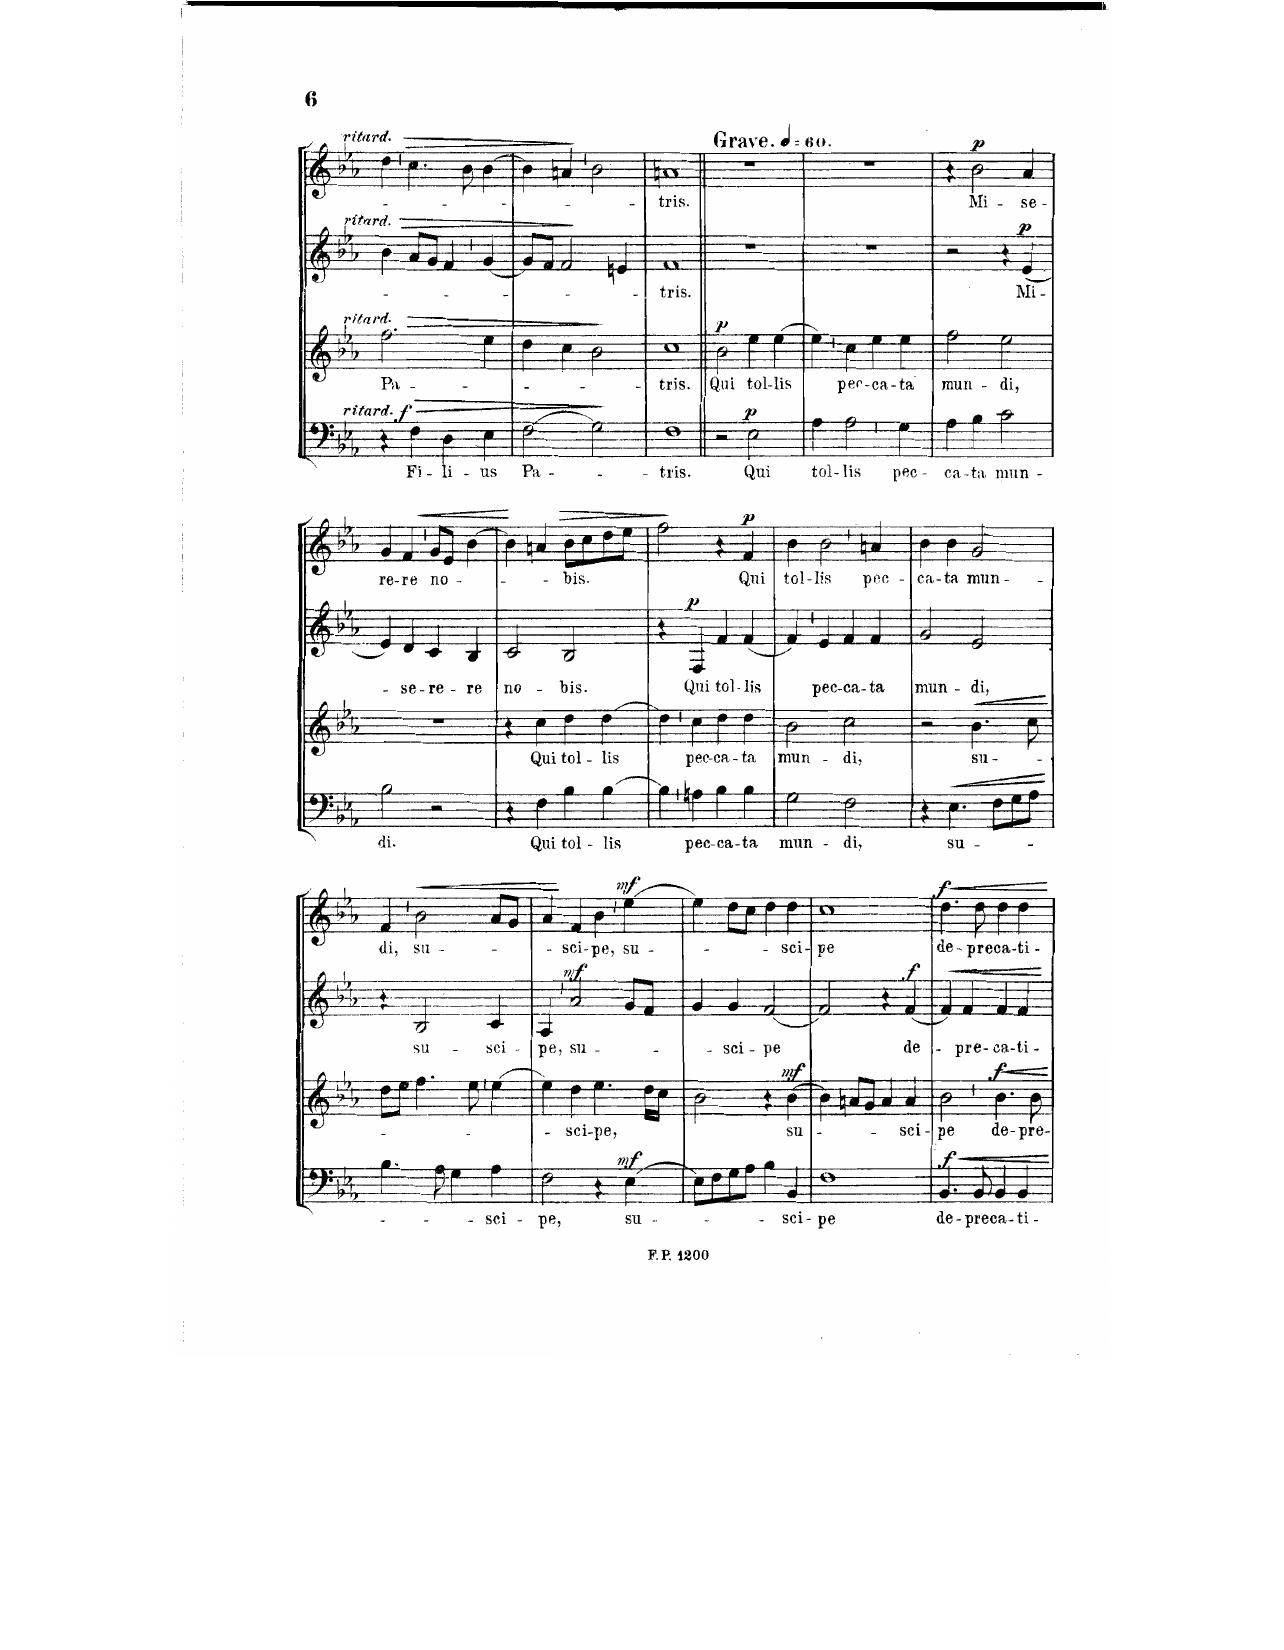 6
ritard.
Grave. = 60.
p
- - - - tris. Mi - se -
ritard.
p
- - - - - tris. Mi -
ritard.
p
Pa - - - - - tris. Qui tol-lis pec-ca-ta mun - di,
ritard. f
p
Fi - li - us Pa - - - tris. Qui tol-lis pec - ca-ta mun -
p
re-re no - - - bis. Qui tol-lis pec - ca-ta mun - -
p
- se-re - re no - bis. Qui tol-lis pec-ca-ta mun - di,
Qui tol - lis pec-ca-ta mun - di, su - -
di. Qui tol - lis pec-ca-ta mun - di, su - -
mf f
di, su - - - sci-pe, su - - - sci-pe de-preca-ti-
mf f
su - sci - pe, su - - - sci - pe de - pre-ca-ti-
mf f
- - - - sci-pe, su - - sci-pe de-pre-
mf f
- - - sci - pe, su - - - sci-pe de-preca-ti-
F. P. 1200